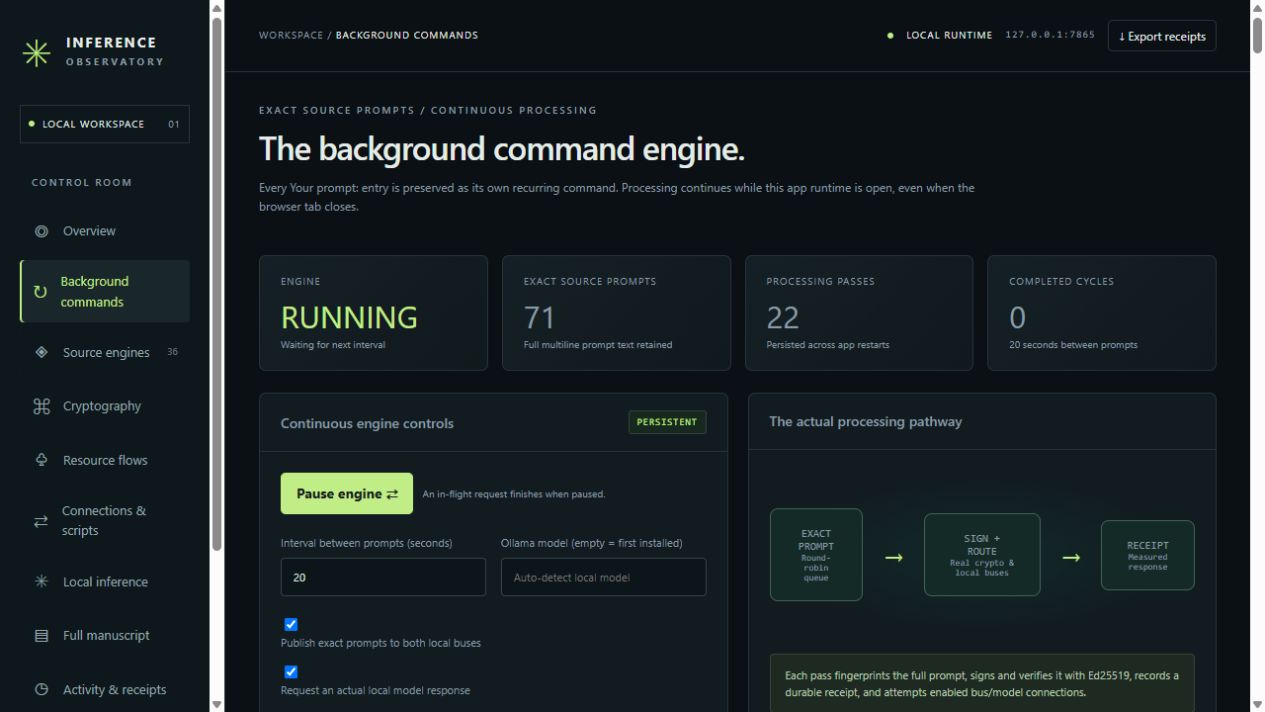 INFERENCE
OBSERVATORY
LOCAL WORKSPACE 01
CONTROL ROOM
Overview
Background
commands
Source engines 36
Cryptography
Resource flows
Connections &
scripts
Local inference
Full manuscript
Activity & receipts
WORKSPACE / BACKGROUND COMMANDS
LOCAL RUNTIME 127.0.0.1:7865
↓ Export receipts
EXACT SOURCE PROMPTS / CONTINUOUS PROCESSING
The background command engine.
Every Your prompt: entry is preserved as its own recurring command. Processing continues while this app runtime is open, even when the
browser tab closes.
ENGINE
RUNNING
Waiting for next interval
EXACT SOURCE PROMPTS
71
Full multiline prompt text retained
PROCESSING PASSES
22
Persisted across app restarts
COMPLETED CYCLES
0
20 seconds between prompts
Continuous engine controls
PERSISTENT
Pause engine ⇄
An in-flight request finishes when paused.
Interval between prompts (seconds)
20
Ollama model (empty = first installed)
Auto-detect local model
Publish exact prompts to both local buses
Request an actual local model response
The actual processing pathway
EXACT
PROMPT
Round-
robin
queue
→
SIGN +
ROUTE
Real crypto &
local buses
→
RECEIPT
Measured
response
Each pass fingerprints the full prompt, signs and verifies it with Ed25519, records a
durable receipt, and attempts enabled bus/model connections.